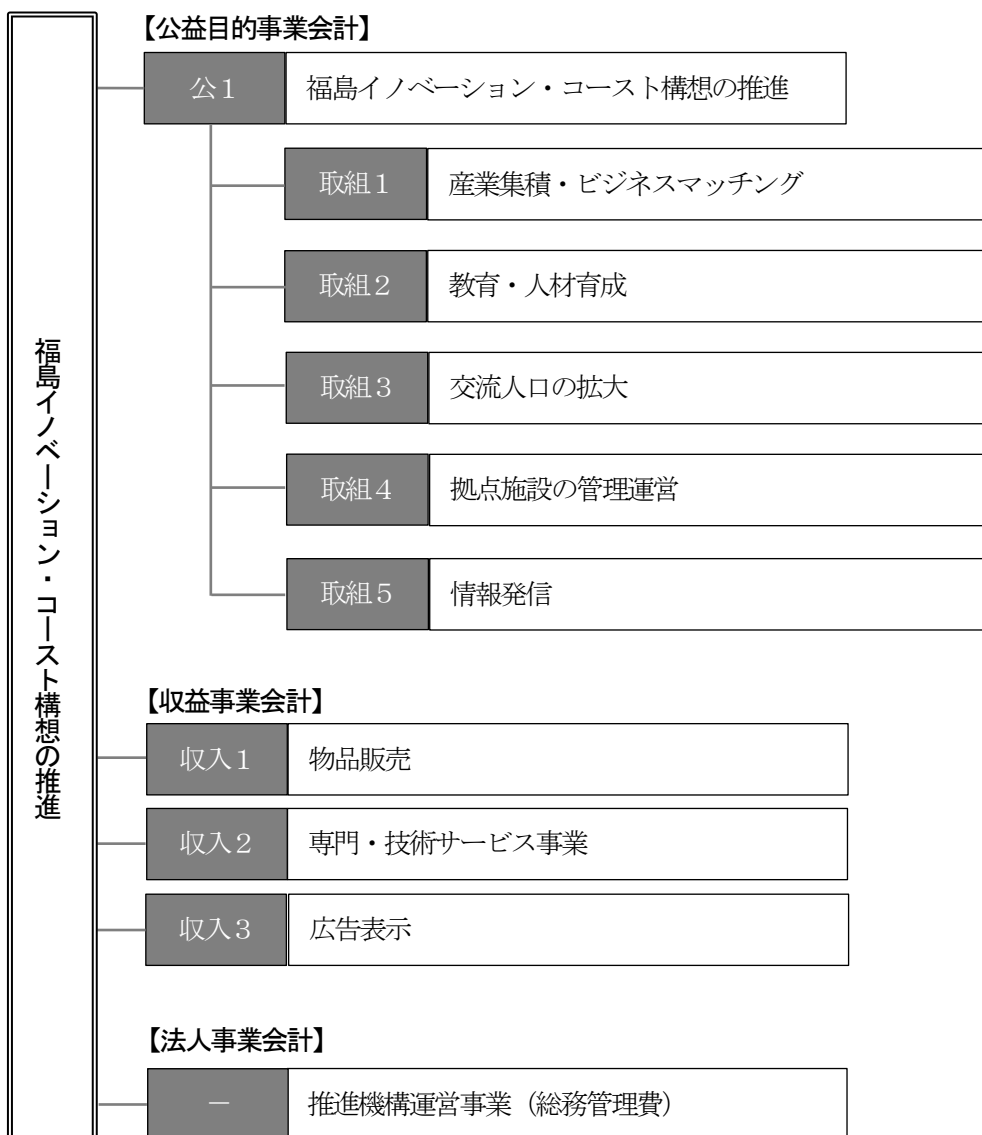 福島イノベーション・コースト構想の推進
【公益目的事業会計】
公１ 福島イノベーション・コースト構想の推進
取組１ 産業集積・ビジネスマッチング
取組２ 教育・人材育成
取組３ 交流人口の拡大
取組４ 拠点施設の管理運営
取組５ 情報発信
【収益事業会計】
収入１ 物品販売
収入２ 専門・技術サービス事業
収入３ 広告表示
【法人事業会計】
－ 推進機構運営事業（総務管理費）